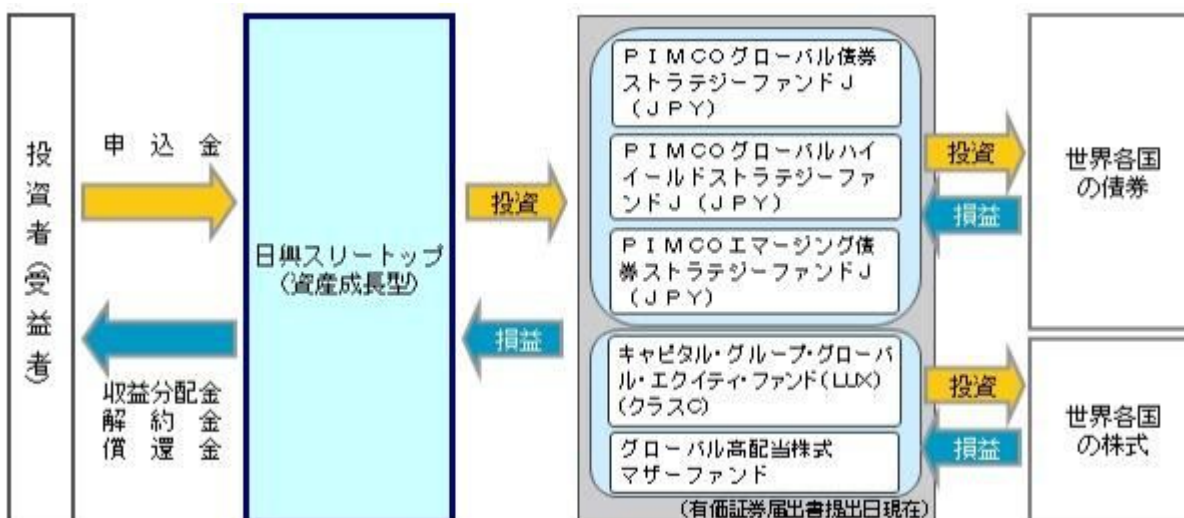 投資者(受益者)
申込金
収益分配金
解約金
償還金
日興スリートップ
(資産成長型)
投資
損益
PIMCOグローバル債券
ストラテジーファンドJ
(JPY)
PIMCOグローバルハイ
イールドストラテジーファ
ンドJ(JPY)
PIMCOエマージング債
券ストラテジーファンドJ
(JPY)
キャピタル・グループ・グローバ
ル・エクイティ・ファンド(LUX)
(クラスC)
グローバル高配当株式
マザーファンド
(有価証券届出書提出日現在)
投資
損益
世界各国
の債券
投資
損益
世界各国
の株式